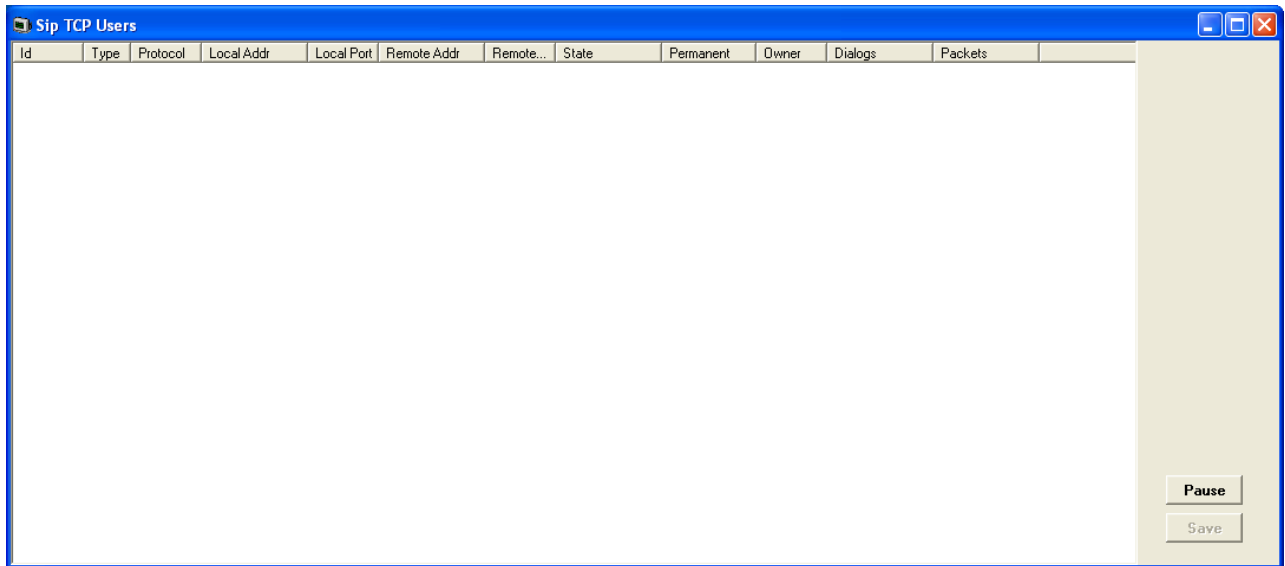 Sip TCP Users
Id Type Protocol Local Addr Local Port Remote Addr Remote... State Permanent Owner Dialogs Packets
Pause
Save